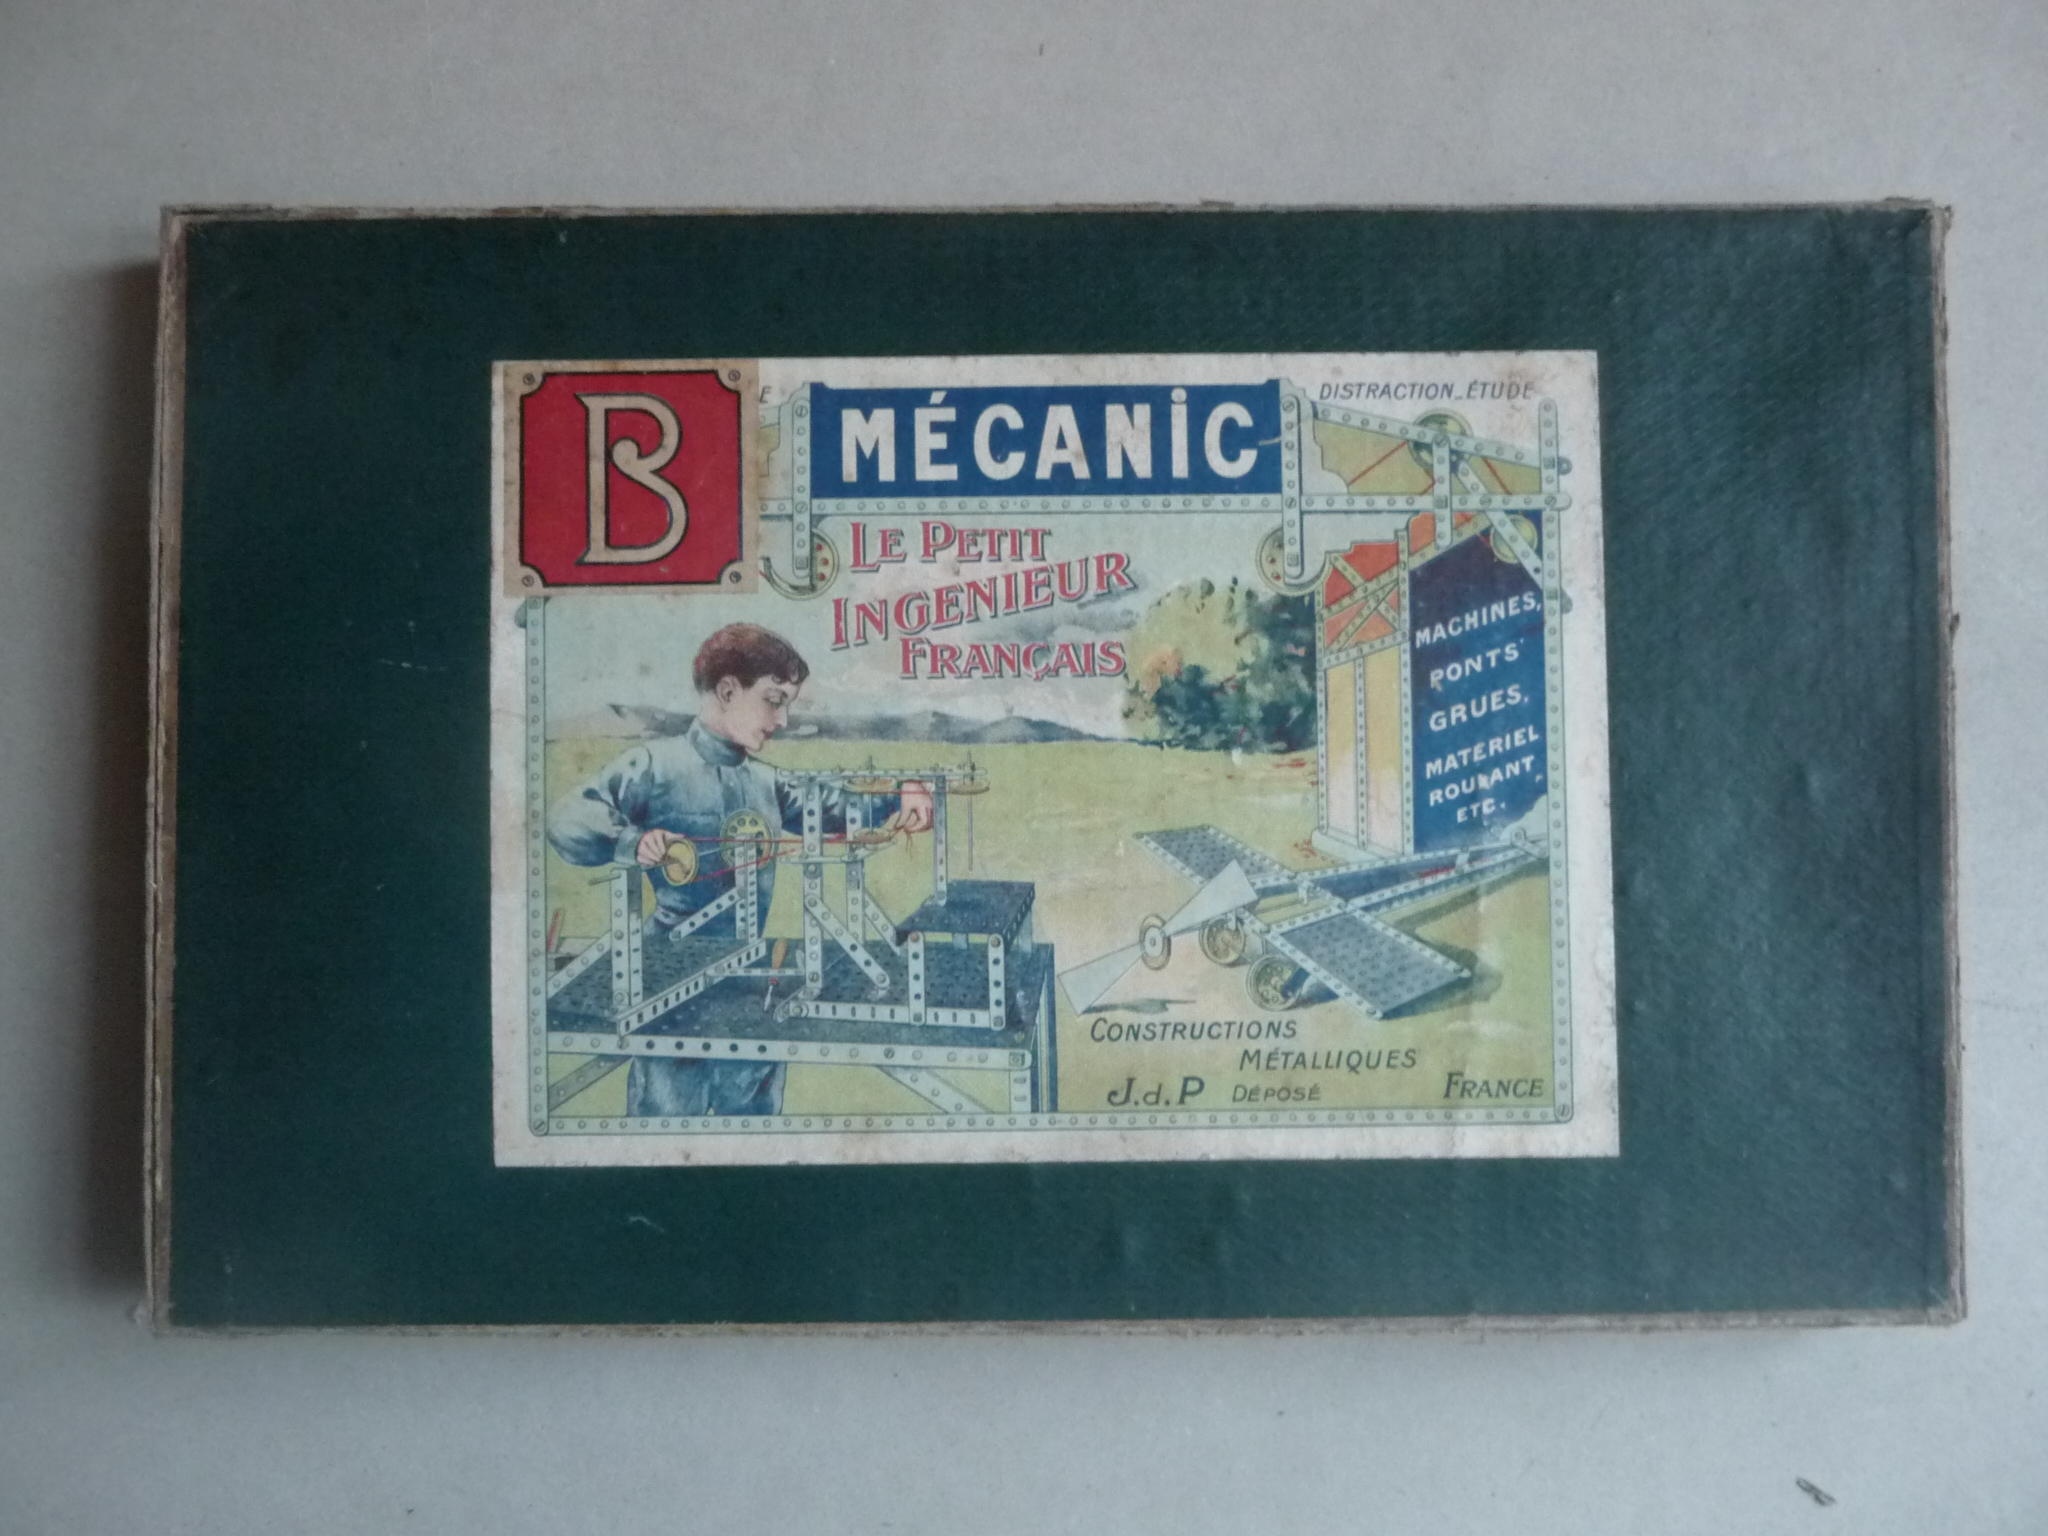 B
E
MÉCANIC
DISTRACTION_ÉTUDE
LE PETIT
INGENIEUR
FRANÇAIS
MACHINES,
PONTS
GRUES,
MATERIEL
ROULANT,
ETC.
CONSTRUCTIONS
MÉTALLIQUES
J.d.P DÉPOSÉ FRANCE